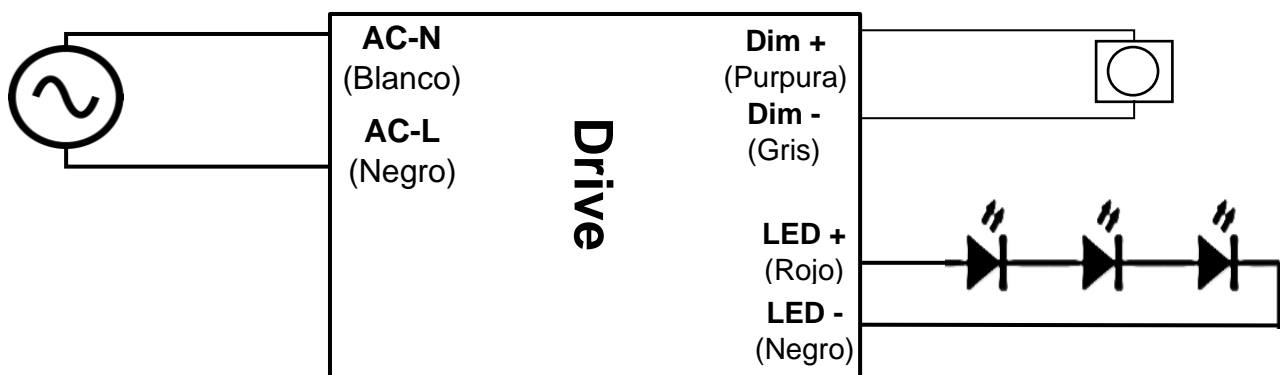 AC-N
(Blanco)
AC-L
(Negro)
Drive
Dim +
(Purpura)
Dim -
(Gris)
LED +
(Rojo)
LED -
(Negro)